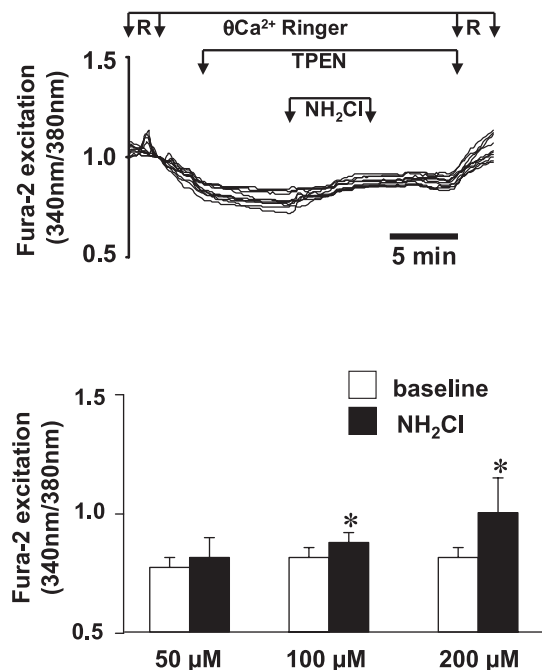 R θCa²⁺ Ringer R
TPEN
NH₂Cl
1.5
1.0
0.5
Fura-2 excitation
(340nm/380nm)
5 min
baseline
NH₂Cl
1.5
1.0
0.5
Fura-2 excitation
(340nm/380nm)
*
*
50 µM 100 µM 200 µM